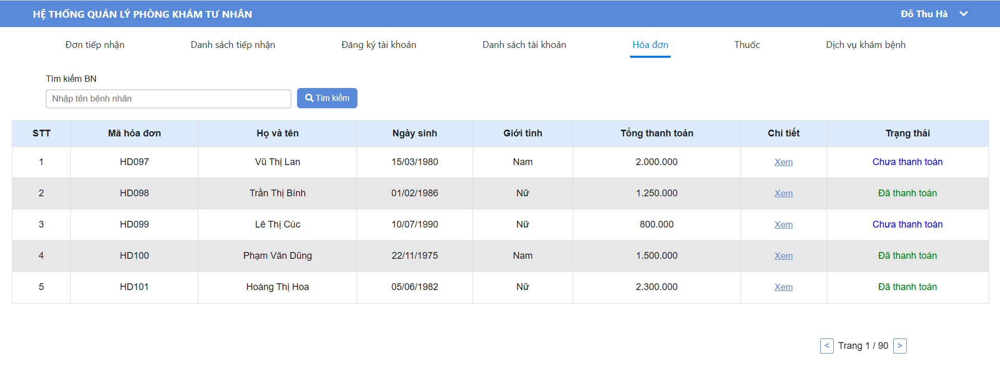 HỆ THỐNG QUẢN LÝ PHÒNG KHÁM TƯ NHÂN Đỗ Thu Hà
Đơn tiếp nhận Danh sách tiếp nhận Đăng ký tài khoản Danh sách tài khoản Hóa đơn Thuốc Dịch vụ khám bệnh
Tìm kiếm BN
Nhập tên bệnh nhân Tìm kiếm
STT Mã hóa đơn Họ và tên Ngày sinh Giới tính Tổng thanh toán Chi tiết Trạng thái
1 HD097 Vũ Thị Lan 15/03/1980 Nam 2.000.000 Xem Chưa thanh toán
2 HD098 Trần Thị Bình 01/02/1986 Nữ 1.250.000 Xem Đã thanh toán
3 HD099 Lê Thị Cúc 10/07/1990 Nữ 800.000 Xem Chưa thanh toán
4 HD100 Phạm Văn Dũng 22/11/1975 Nam 1.500.000 Xem Đã thanh toán
5 HD101 Hoàng Thị Hoa 05/06/1982 Nữ 2.300.000 Xem Đã thanh toán
< Trang 1 / 90 >